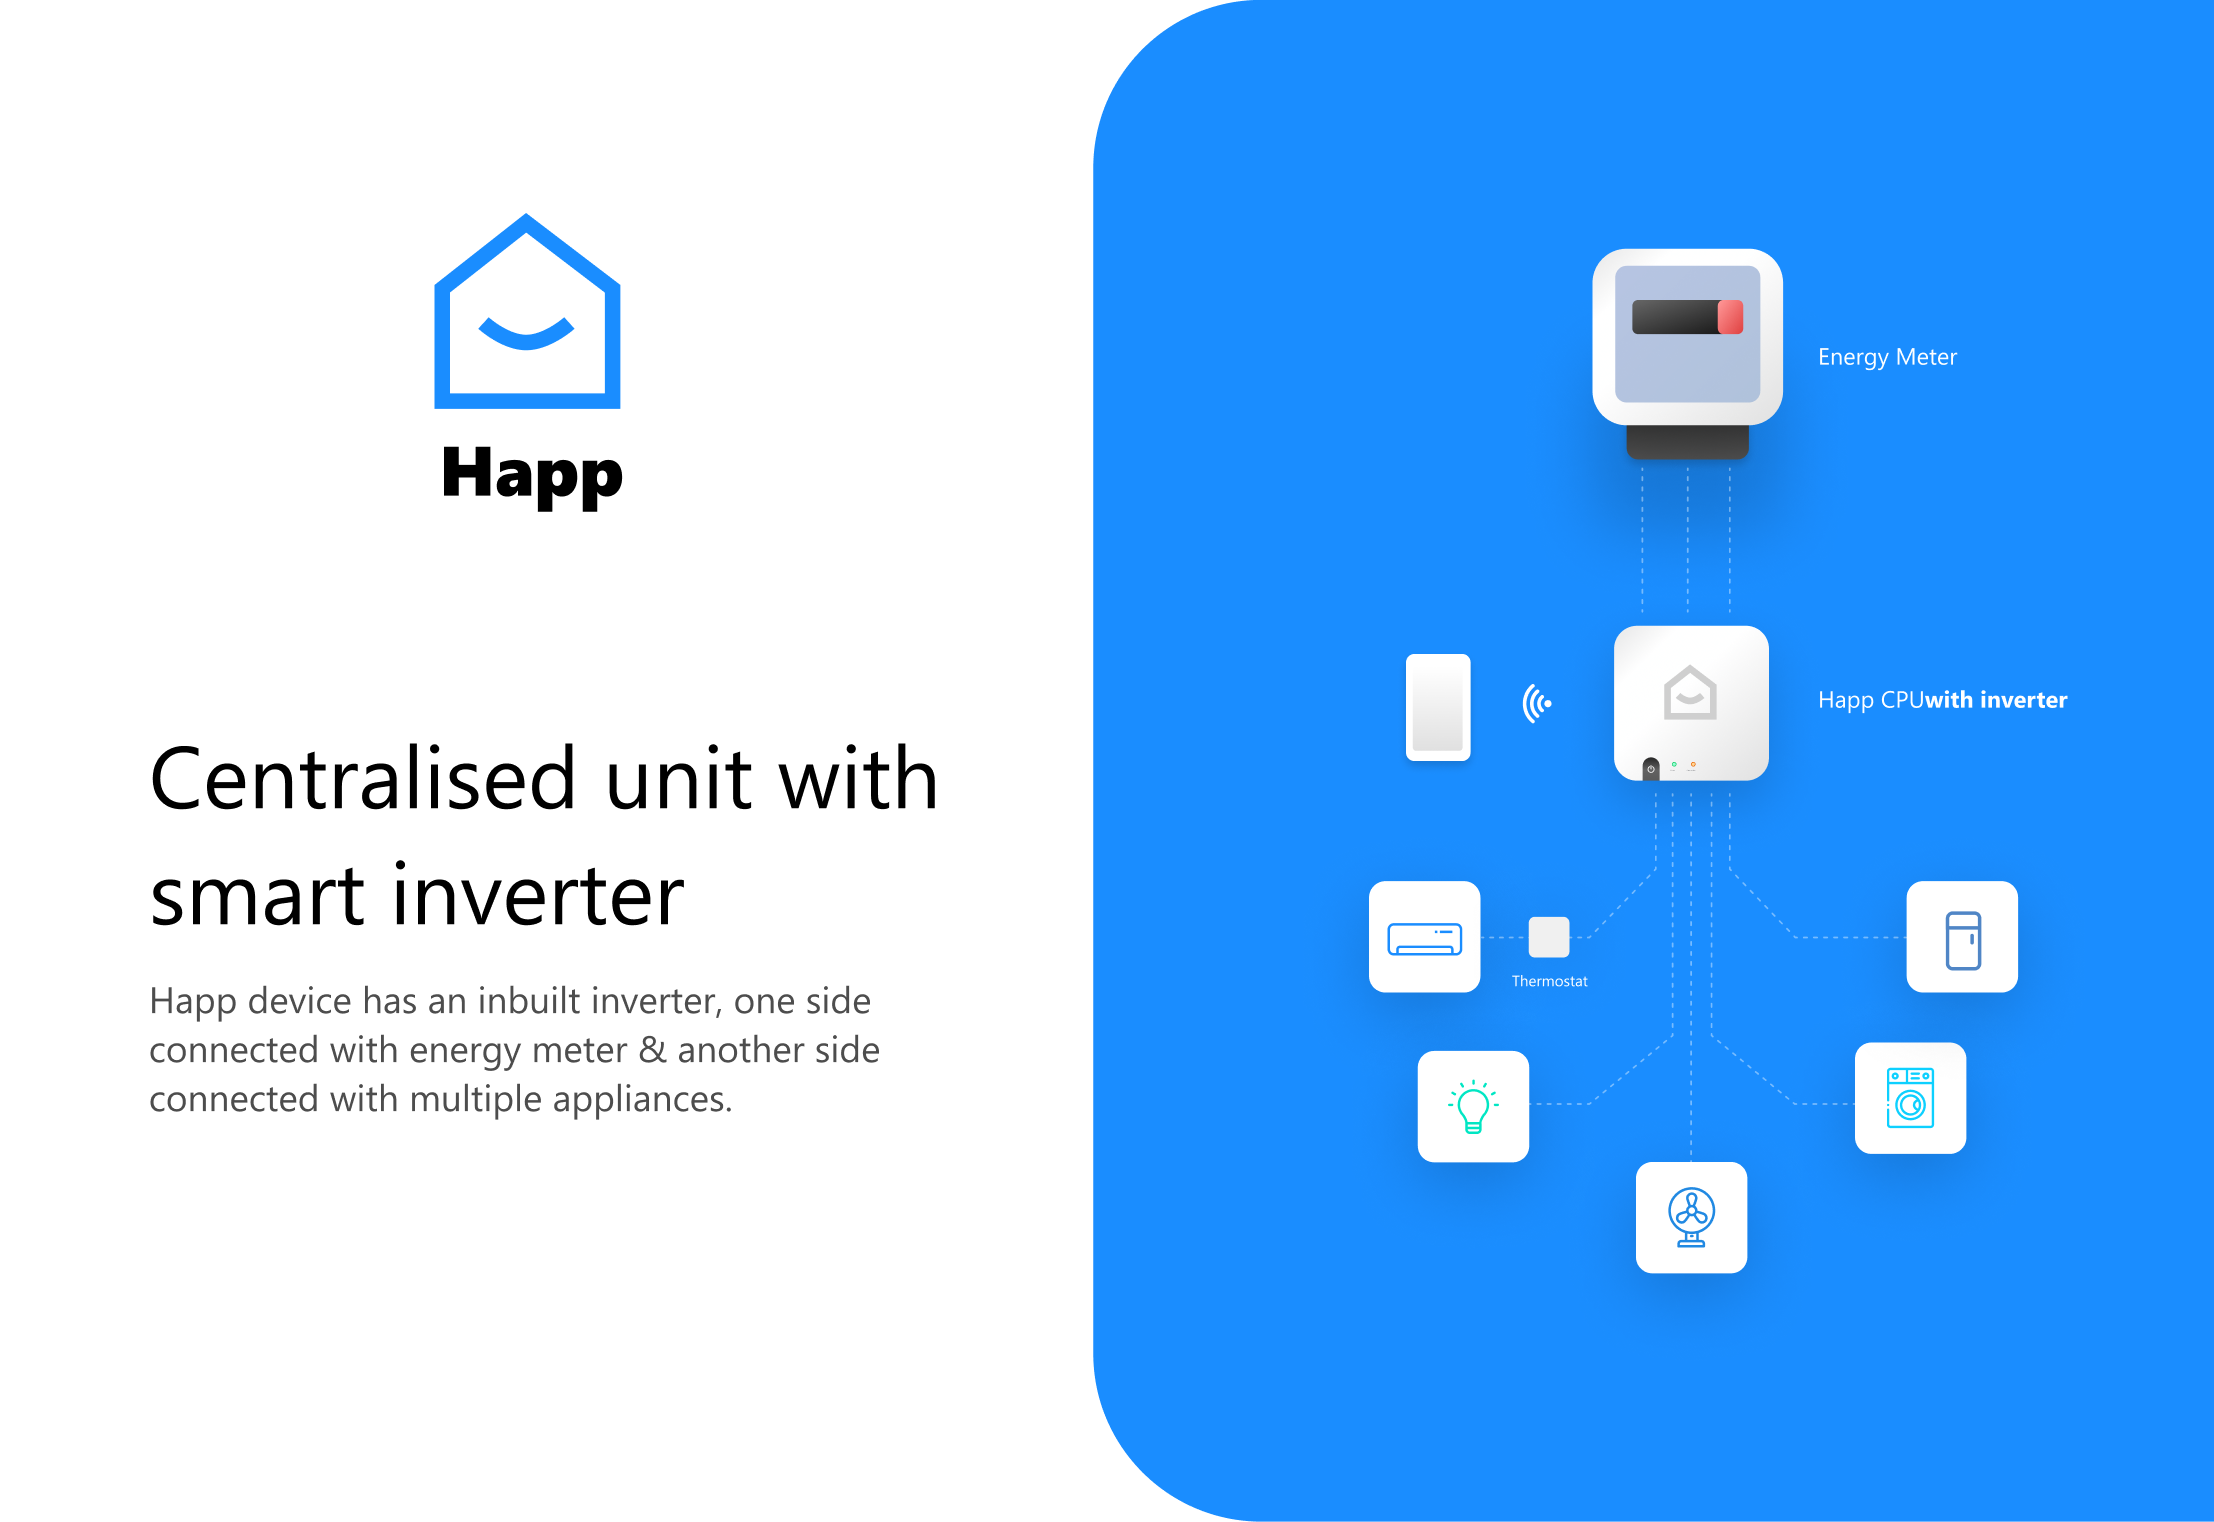 Happ
Centralised unit with
smart inverter
Happ device has an inbuilt inverter, one side
connected with energy meter & another side
connected with multiple appliances.
Energy Meter
Happ CPUwith inverter
Thermostat